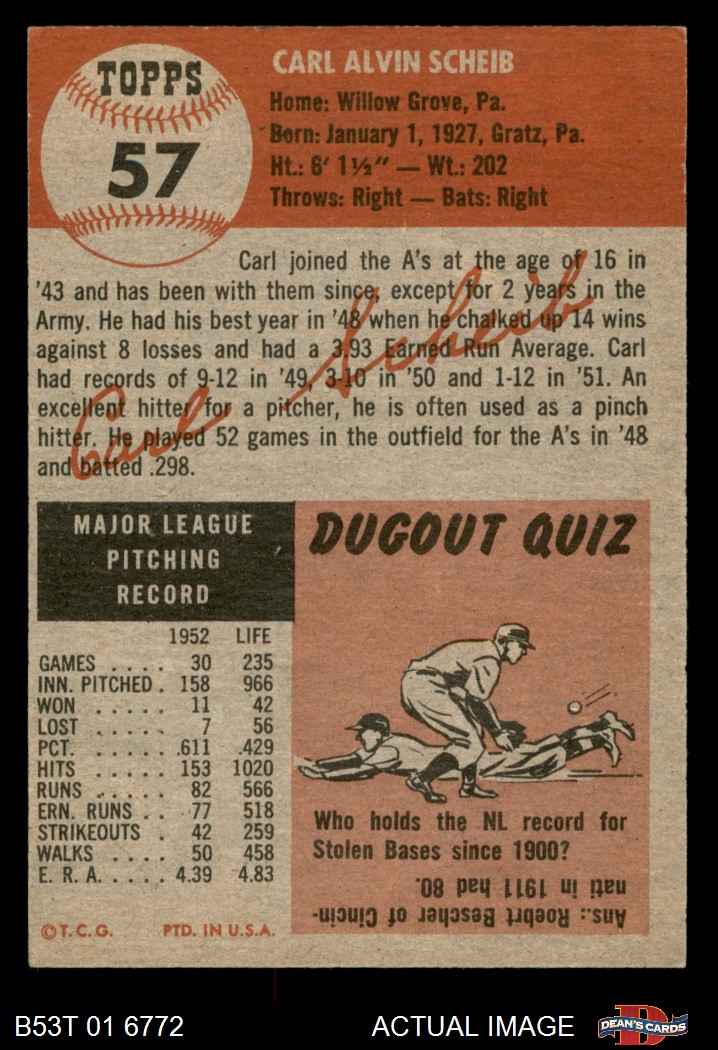 TOPPS
57
CARL ALVIN SCHEIB
Home: Willow Grove, Pa.
Born: January 1, 1927, Gratz, Pa.
Ht.: 6' 1½" — Wt.: 202
Throws: Right — Bats: Right
Carl joined the A's at the age of 16 in
'43 and has been with them since, except for 2 years in the
Army. He had his best year in '48 when he chalked up 14 wins
against 8 losses and had a 3.93 Earned Run Average. Carl
had records of 9-12 in '49, 3-10 in '50 and 1-12 in '51. An
excellent hitter for a pitcher, he is often used as a pinch
hitter. He played 52 games in the outfield for the A's in '48
and batted .298.
Carl Scheib
MAJOR LEAGUE
PITCHING
RECORD
1952 LIFE
GAMES . . . . 30 235
INN. PITCHED . 158 966
WON . . . . . 11 42
LOST . . . . . 7 56
PCT. . . . . . .611 .429
HITS . . . . . 153 1020
RUNS . . . . . 82 566
ERN. RUNS . . 77 518
STRIKEOUTS . 42 259
WALKS . . . . 50 458
E. R. A. . . . . . 4.39 4.83
©T.C.G. PTD. IN U.S.A.
DUGOUT QUIZ
Who holds the NL record for
Stolen Bases since 1900?
Ans.: Roebrt Bescher of Cincin-
nati in 1911 had 80.
B53T 01 6772
ACTUAL IMAGE
D
DEAN'S CARDS